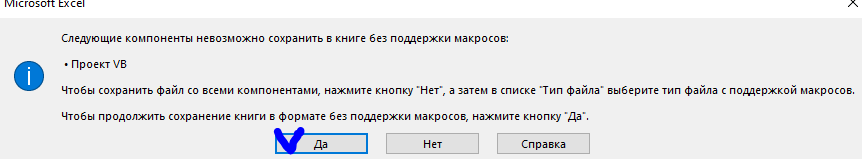 Microsoft Excel
Следующие компоненты невозможно сохранить в книге без поддержки макросов:
• Проект VB
Чтобы сохранить файл со всеми компонентами, нажмите кнопку "Нет", а затем в списке "Тип файла" выберите тип файла с поддержкой макросов.
Чтобы продолжить сохранение книги в формате без поддержки макросов, нажмите кнопку "Да".
Да Нет Справка